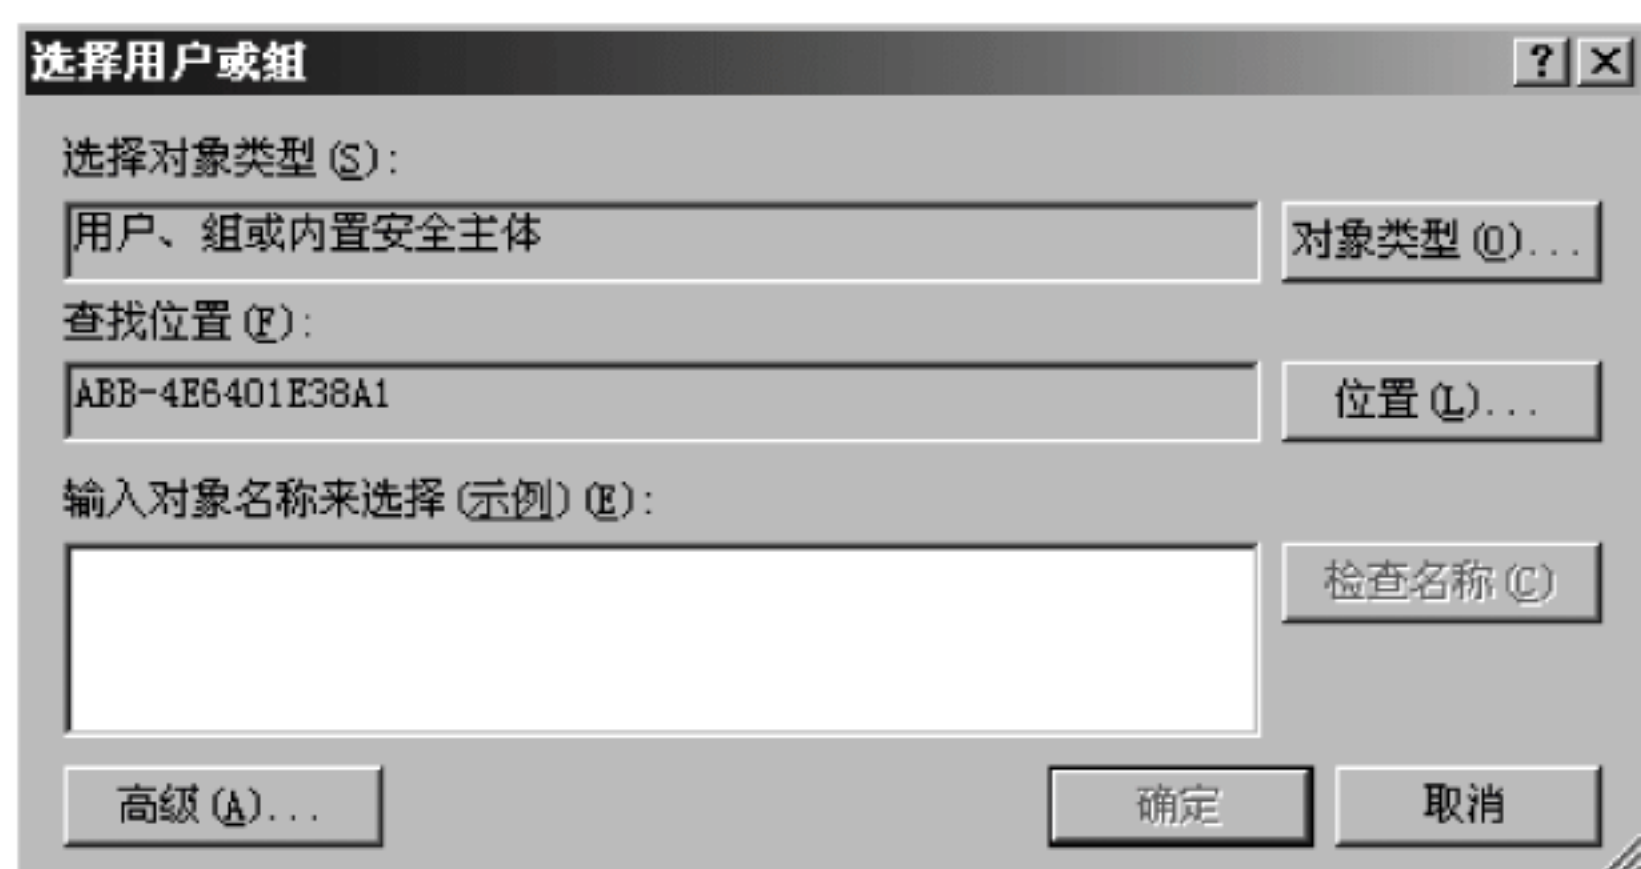 选择用户或组
选择对象类型(S):
用户、组或内置安全主体 对象类型(O)...
查找位置(F):
ABB-4E6401E38A1 位置(L)...
输入对象名称来选择(示例)(E):
检查名称(C)
高级(A)... 确定 取消